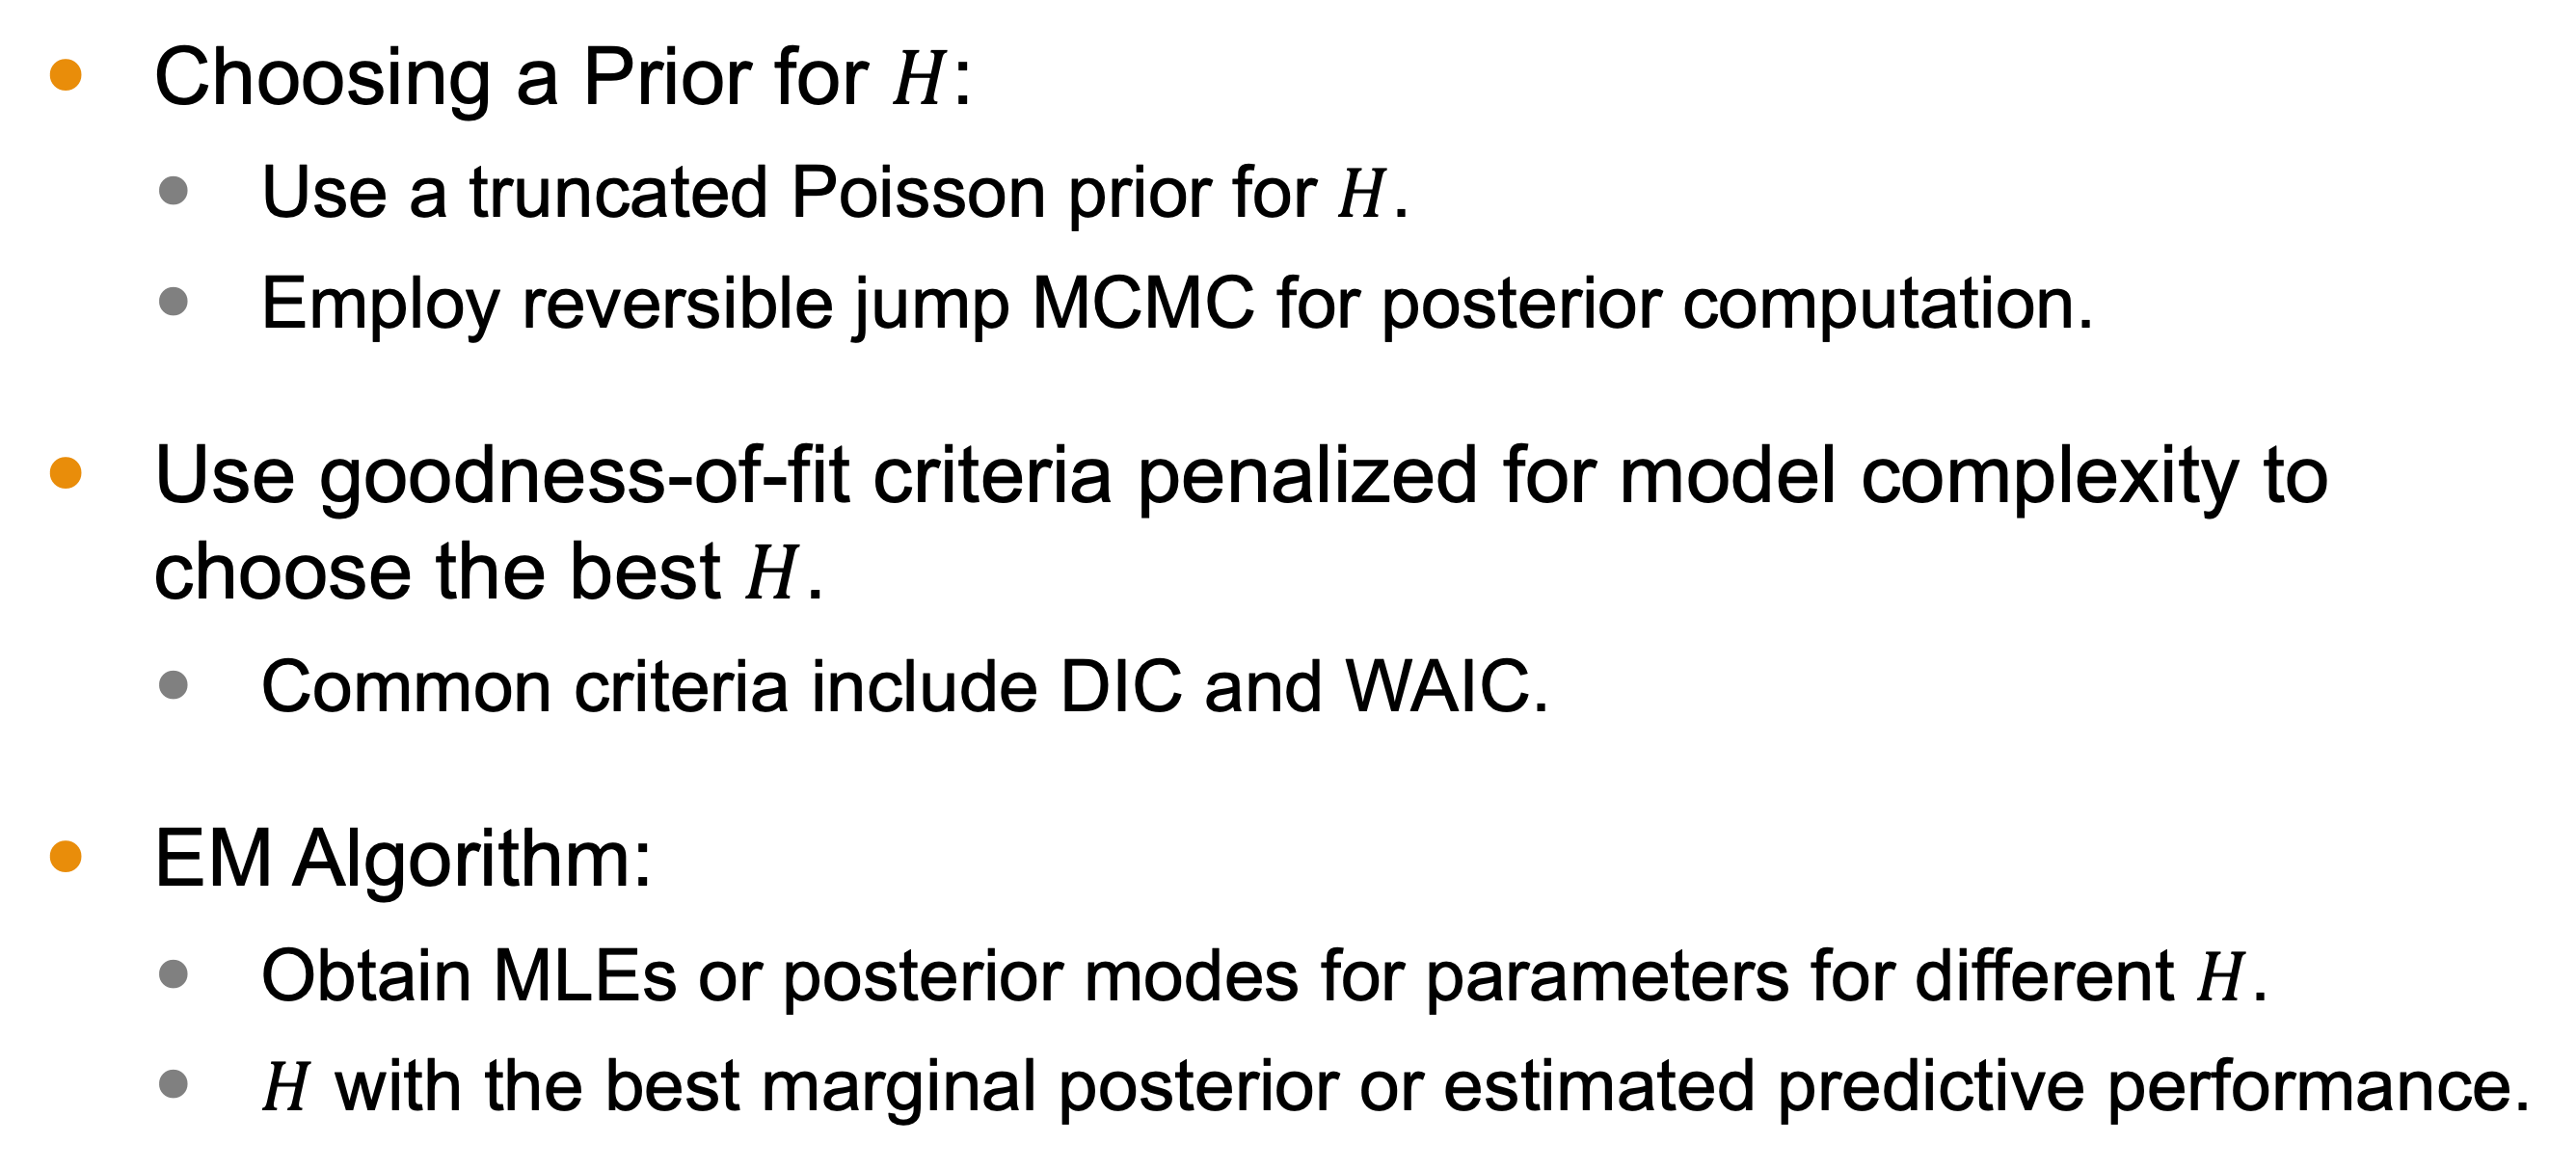 Choosing a Prior for H:
Use a truncated Poisson prior for H.
Employ reversible jump MCMC for posterior computation.
Use goodness-of-fit criteria penalized for model complexity to
choose the best H.
Common criteria include DIC and WAIC.
EM Algorithm:
Obtain MLEs or posterior modes for parameters for different H.
H with the best marginal posterior or estimated predictive performance.